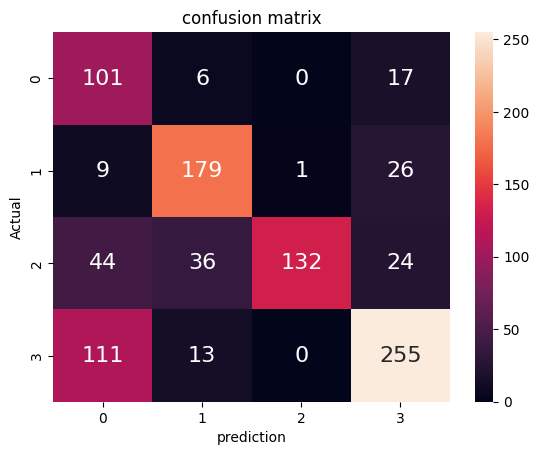 confusion matrix
Actual
0 101 6 0 17
1 9 179 1 26
2 44 36 132 24
3 111 13 0 255
0 1 2 3
prediction
250
200
150
100
50
0